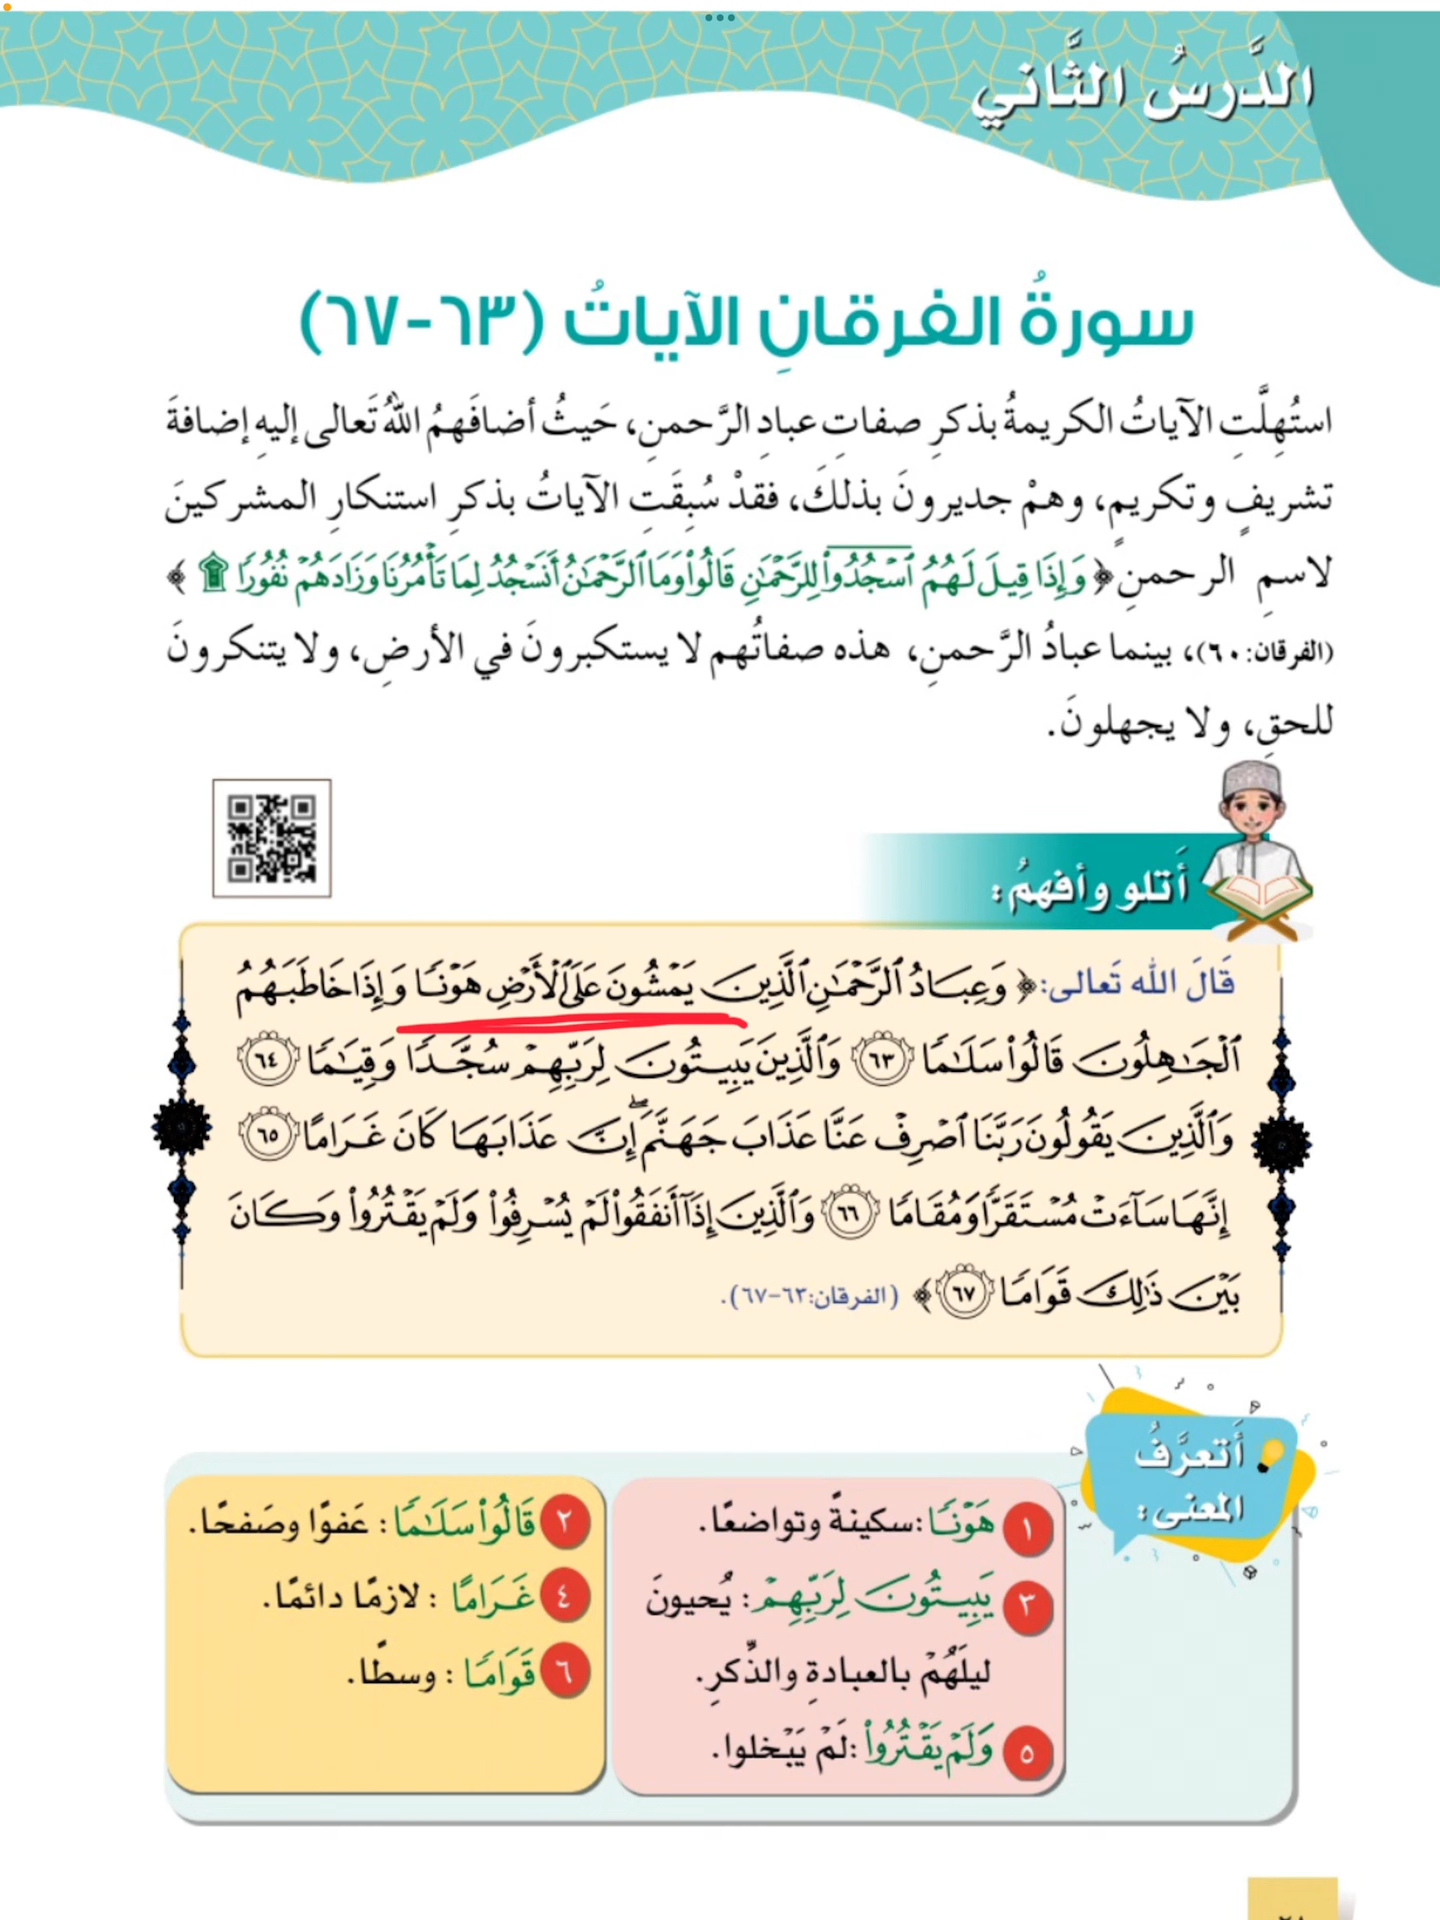 الدَّرسُ الثَّاني
سورةُ الفرقانِ الآياتُ (٦٣-٦٧)
استُهِلَّتِ الآياتُ الكريمةُ بذكرِ صفاتِ عبادِ الرَّحمنِ، حَيثُ أضافَهمُ اللهُ تَعالى إليهِ إضافةَ
تشريفٍ وتكريمٍ، وهمْ جديرونَ بذلكَ، فقدْ سُبِقَتِ الآياتُ بذكرِ استنكارِ المشركينَ
لاسمِ الرحمنِ ﴿وَإِذَا قِيلَ لَهُمُ ٱسْجُدُوا۟ لِلرَّحْمَٰنِ قَالُوا۟ وَمَا ٱلرَّحْمَٰنُ أَنَسْجُدُ لِمَا تَأْمُرُنَا وَزَادَهُمْ نُفُورًا ۩﴾
(الفرقان:٦٠)، بينما عبادُ الرَّحمنِ، هذه صفاتُهم لا يستكبرونَ في الأرضِ، ولا يتنكرونَ
للحقِ، ولا يجهلونَ.
أَتلو وأفهمُ:
قَالَ الله تَعالى: ﴿وَعِبَادُ ٱلرَّحْمَٰنِ ٱلَّذِينَ يَمْشُونَ عَلَى ٱلْأَرْضِ هَوْنًا وَإِذَا خَاطَبَهُمُ
ٱلْجَٰهِلُونَ قَالُوا۟ سَلَٰمًا ٦٣ وَٱلَّذِينَ يَبِيتُونَ لِرَبِّهِمْ سُجَّدًا وَقِيَٰمًا ٦٤
وَٱلَّذِينَ يَقُولُونَ رَبَّنَا ٱصْرِفْ عَنَّا عَذَابَ جَهَنَّمَ ۖ إِنَّ عَذَابَهَا كَانَ غَرَامًا ٦٥
إِنَّهَا سَآءَتْ مُسْتَقَرًّا وَمُقَامًا ٦٦ وَٱلَّذِينَ إِذَآ أَنفَقُوا۟ لَمْ يُسْرِفُوا۟ وَلَمْ يَقْتُرُوا۟ وَكَانَ
بَيْنَ ذَٰلِكَ قَوَامًا ٦٧﴾ (الفرقان:٦٣-٦٧).
أَتعرَّفُ
المعنى:
١ هَوْنًا: سكينةً وتواضعًا.
٢ قَالُوا۟ سَلَٰمًا: عَفوًا وصَفحًا.
٣ يَبِيتُونَ لِرَبِّهِمْ: يُحيونَ
ليلَهُمْ بالعبادةِ والذِّكرِ.
٤ غَرَامًا: لازمًا دائمًا.
٥ وَلَمْ يَقْتُرُوا۟: لَمْ يَبْخلوا.
٦ قَوَامًا: وسطًا.